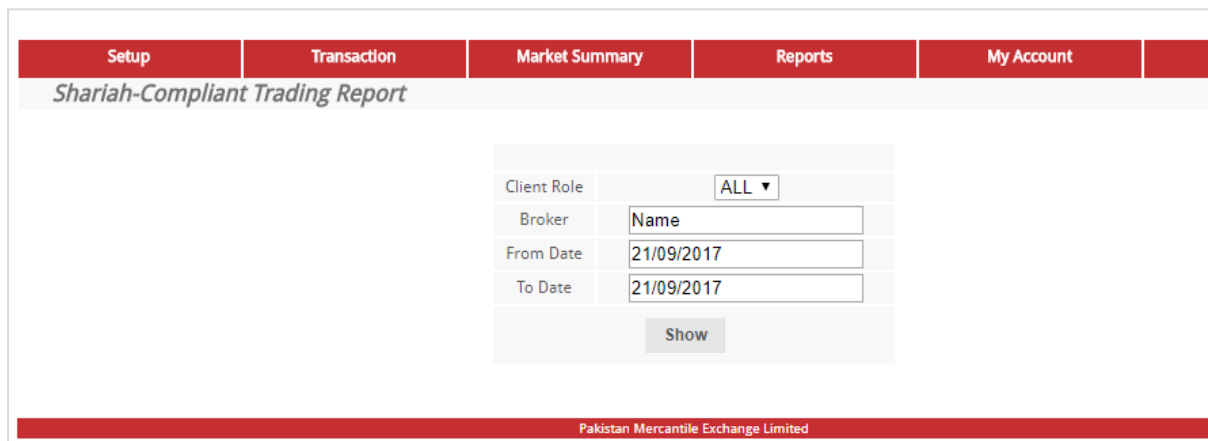 Setup Transaction Market Summary Reports My Account
Shariah-Compliant Trading Report
Client Role ALL
Broker Name
From Date 21/09/2017
To Date 21/09/2017
Show
Pakistan Mercantile Exchange Limited